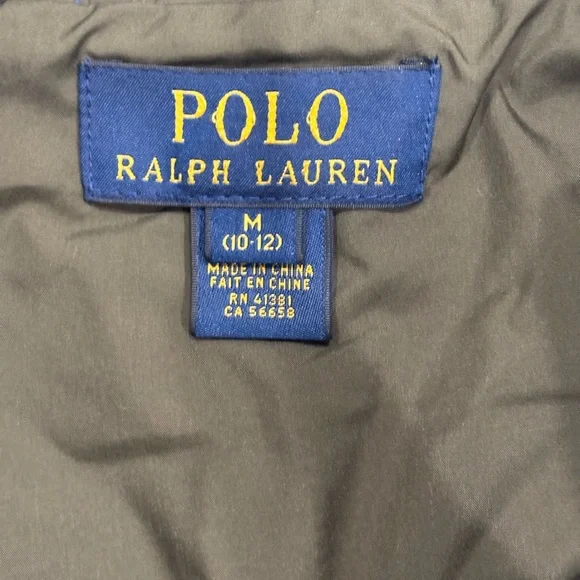 POLO
RALPH LAUREN
M
(10-12)
MADE IN CHINA
FAIT EN CHINE
RN 41381
CA 56658